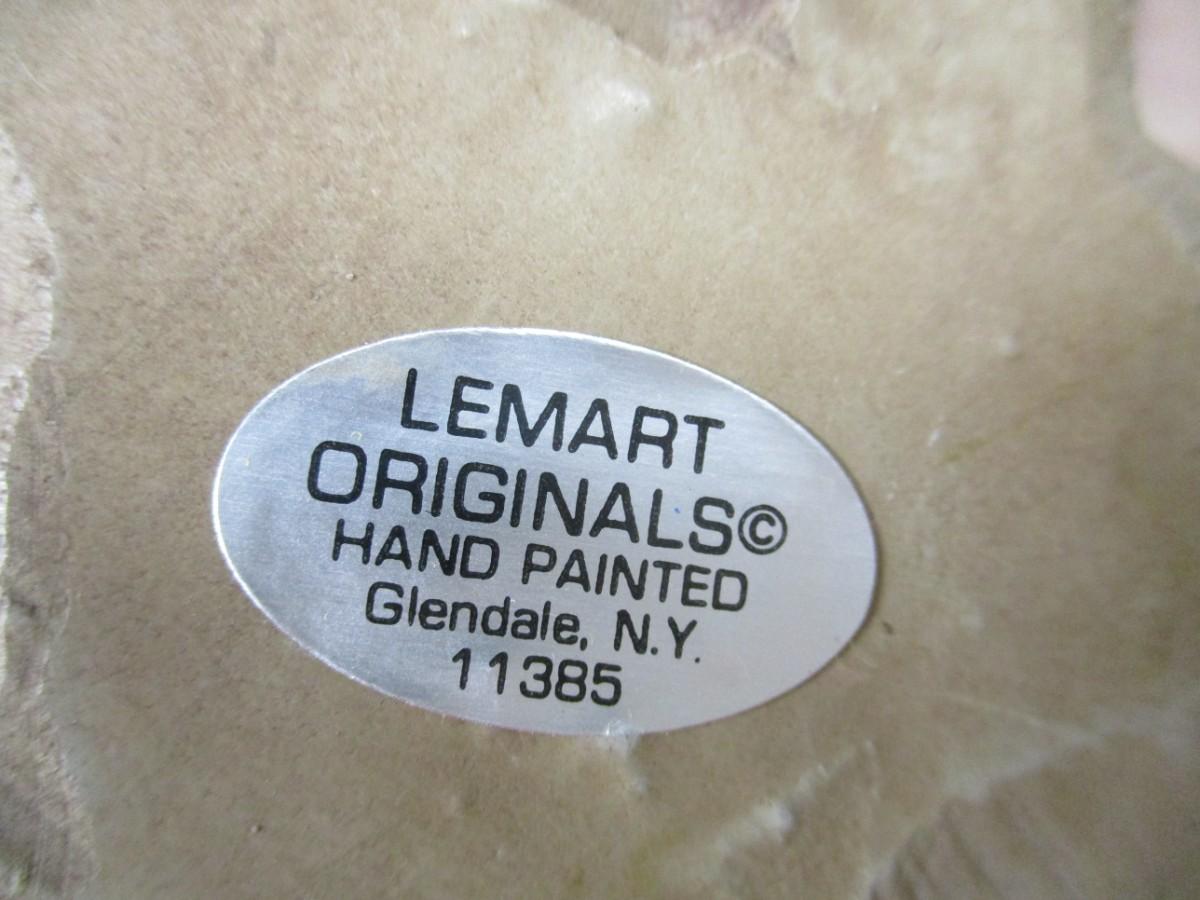 LEMART
ORIGINALS©
HAND PAINTED
Glendale, N.Y.
11385